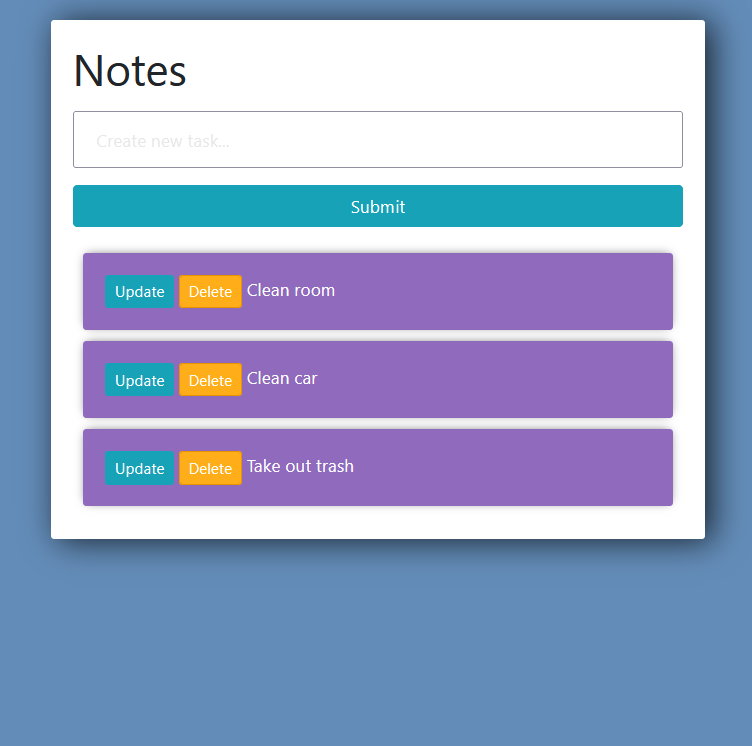 Notes
Create new task...
Submit
Update Delete Clean room
Update Delete Clean car
Update Delete Take out trash